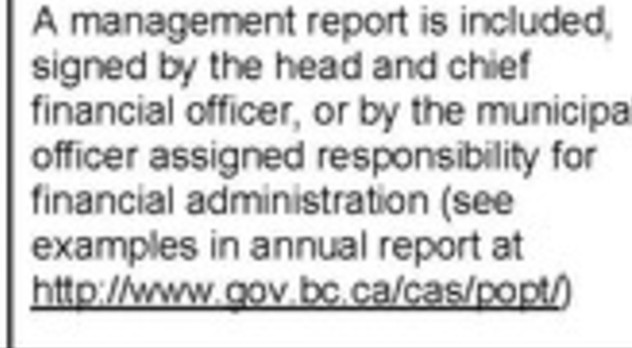 A management report is included,
signed by the head and chief
financial officer, or by the municipal
officer assigned responsibility for
financial administration (see
examples in annual report at
http://www.gov.bc.ca/cas/popt/)